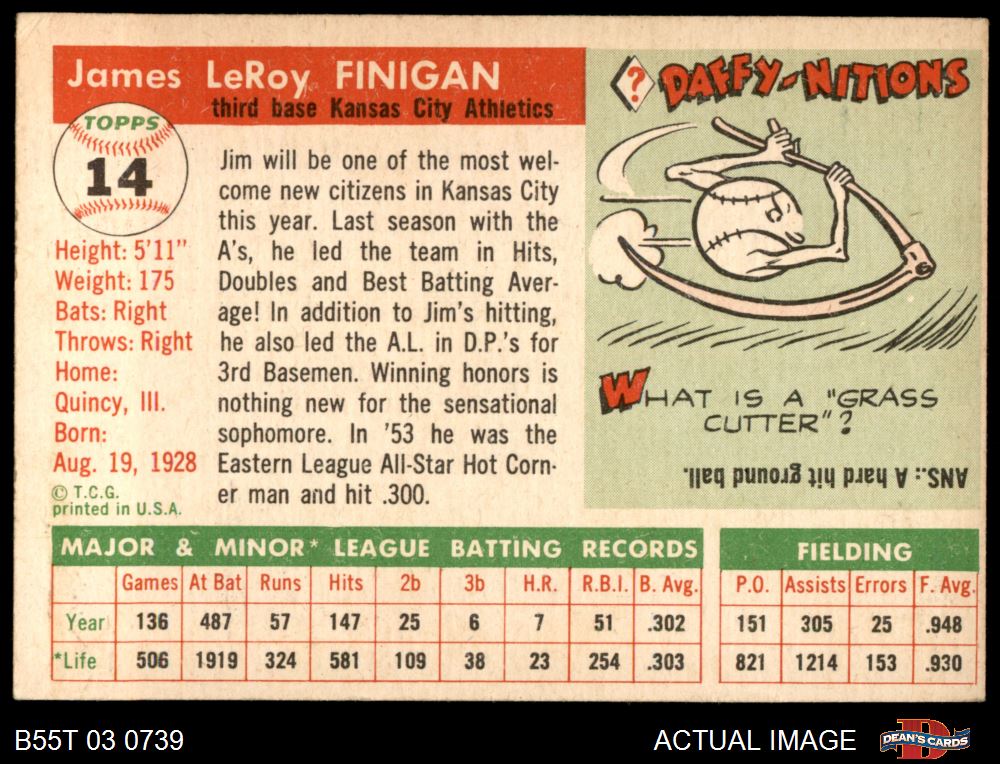 James LeRoy FINIGAN
third base Kansas City Athletics
TOPPS
14
Height: 5'11"
Weight: 175
Bats: Right
Throws: Right
Home:
Quincy, Ill.
Born:
Aug. 19, 1928
© T.C.G.
printed in U.S.A.
Jim will be one of the most wel-
come new citizens in Kansas City
this year. Last season with the
A's, he led the team in Hits,
Doubles and Best Batting Aver-
age! In addition to Jim's hitting,
he also led the A.L. in D.P.'s for
3rd Basemen. Winning honors is
nothing new for the sensational
sophomore. In '53 he was the
Eastern League All-Star Hot Corn-
er man and hit .300.
? DAFFY-NITIONS
WHAT IS A "GRASS
CUTTER"?
ANS.: A hard hit ground ball.
MAJOR & MINOR* LEAGUE BATTING RECORDS
Games At Bat Runs Hits 2b 3b H.R. R.B.I. B. Avg.
Year 136 487 57 147 25 6 7 51 .302
*Life 506 1919 324 581 109 38 23 254 .303
FIELDING
P.O. Assists Errors F. Avg.
151 305 25 .948
821 1214 153 .930
B55T 03 0739
ACTUAL IMAGE
D
DEAN'S CARDS